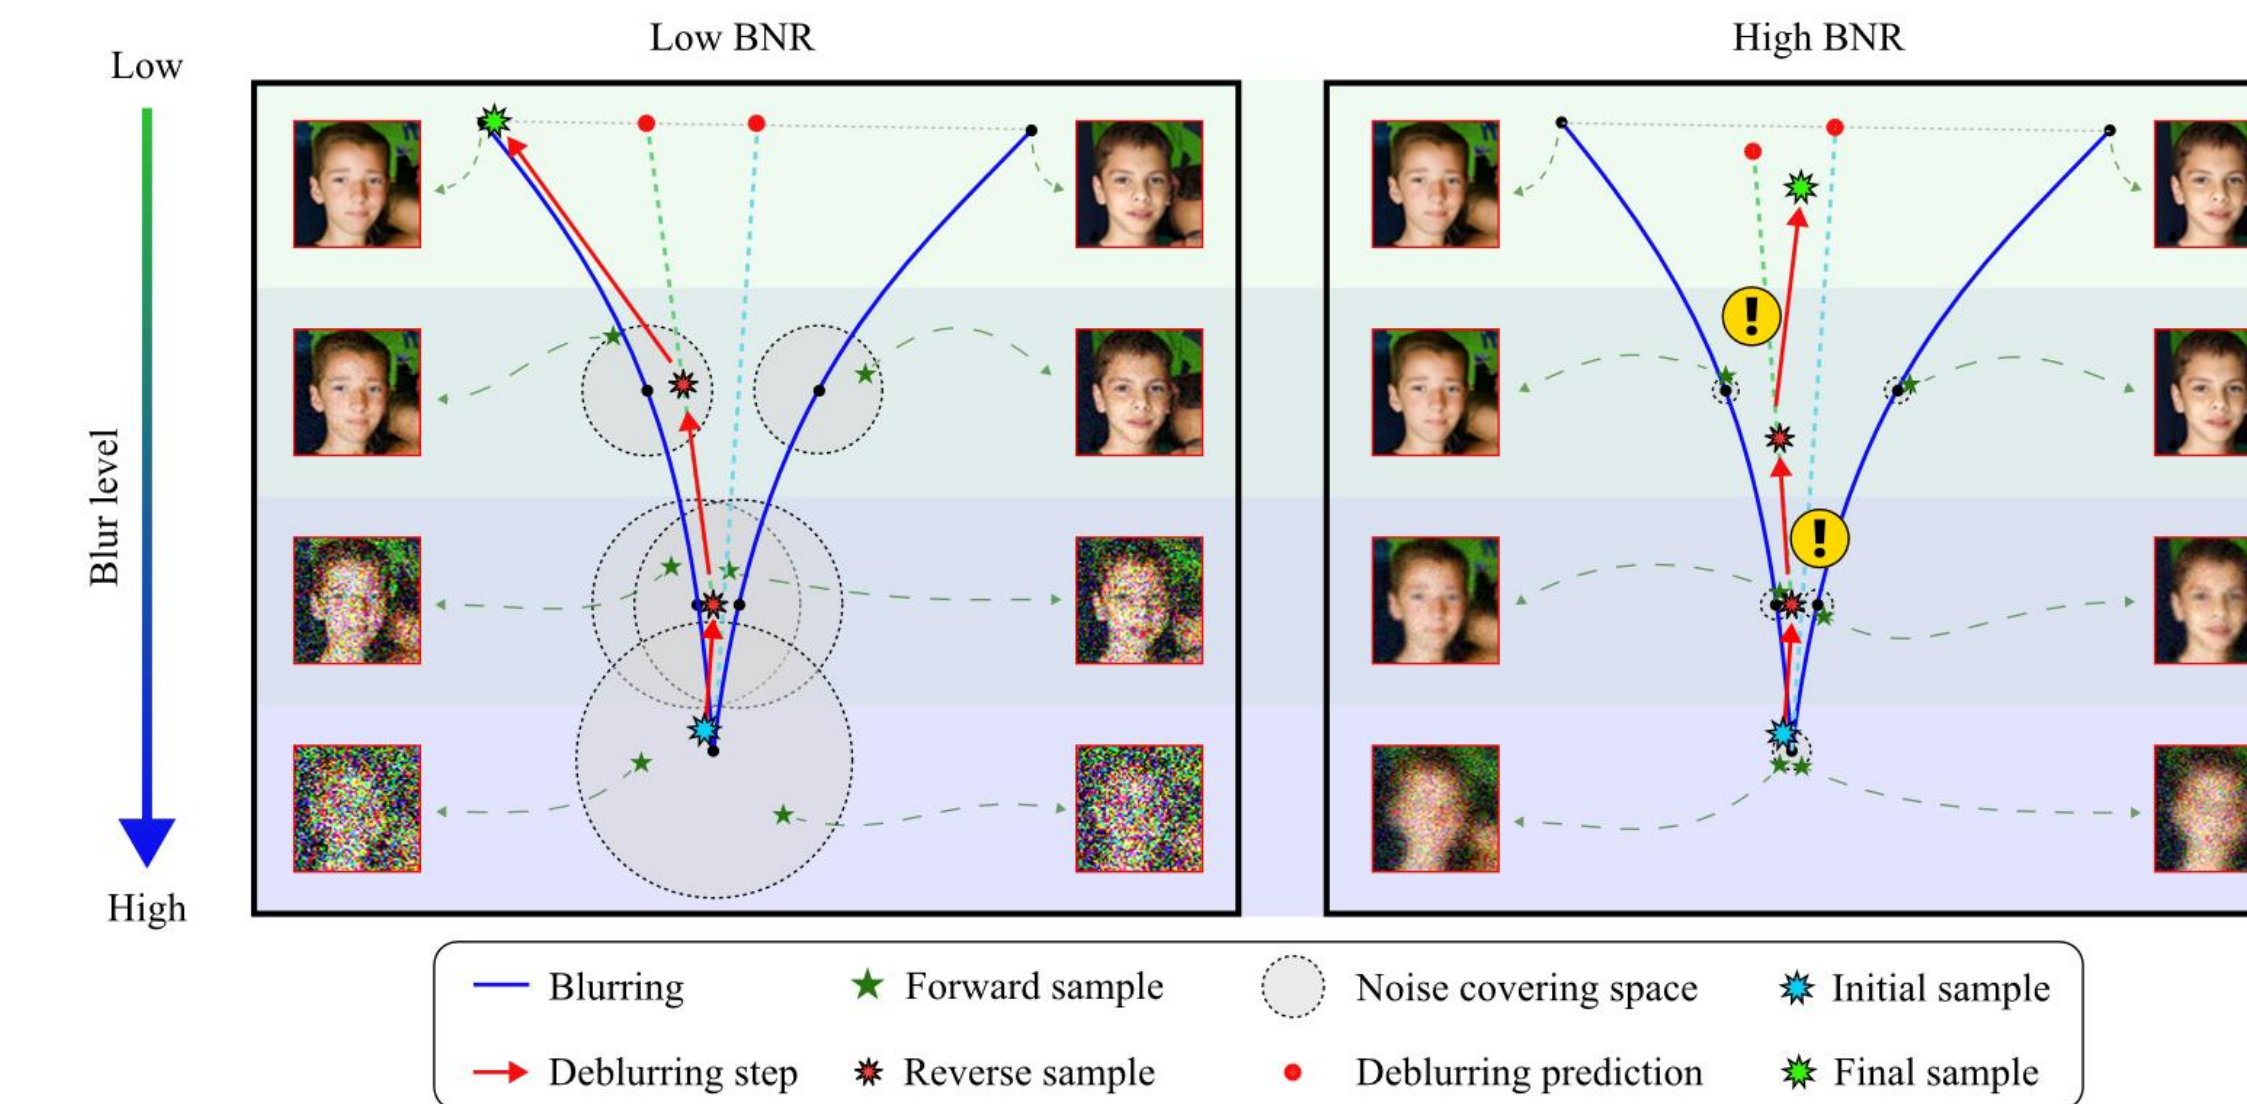 Low BNR
High BNR
Low
!
!
Blur level
High
Blurring
Forward sample
Noise covering space
Initial sample
Deblurring step
Reverse sample
Deblurring prediction
Final sample